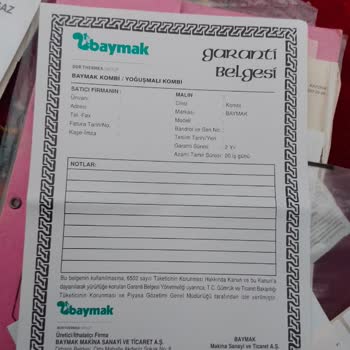 AZ
baymak
garanti
Belgesi
BDR THERMEA GROUP
BAYMAK KOMBİ / YOĞUŞMALI KOMBİ
SATICI FİRMANIN :
Ünvanı :
Adresi :
Tel.-Fax :
Fatura Tarihi/No. :
Kaşe-İmza :
MALIN :
Cinsi : Kombi
Markası : BAYMAK
Modeli :
Bandrol ve Seri No :
Teslim Tarihi/Yeri :
Garanti Süresi : 2 Yıl
Azami Tamir Süresi : 20 iş günü
NOTLAR:
Bu belgenin kullanılmasına, 6502 sayılı Tüketicinin Korunması Hakkında Kanun ve bu Kanun'a
dayanılarak yürürlüğe konulan Garanti Belgesi Yönetmeliği uyarınca, T.C. Gümrük ve Ticaret Bakanlığı
Tüketicinin Korunması ve Piyasa Gözetimi Genel Müdürlüğü tarafından izin verilmiştir.
baymak
BDR THERMEA GROUP
Üretici/İthalatçı Firma
BAYMAK MAKİNA SANAYİ VE TİCARET A.Ş.
BAYMAK
Makina Sanayi ve Ticaret A.Ş.